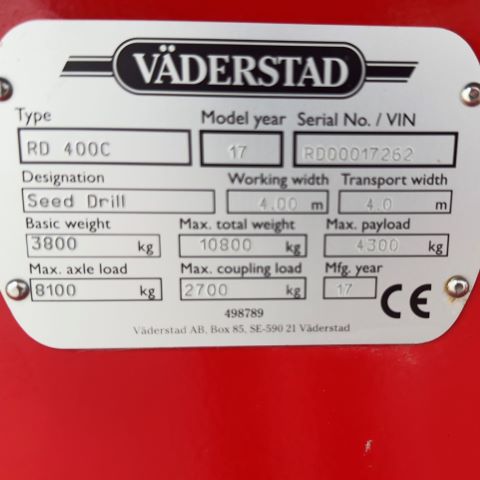 VÄDERSTAD
Type Model year Serial No. / VIN
RD 400C 17 RD00017262
Designation Working width Transport width
Seed Drill 4.00 m 4.0 m
Basic weight Max. total weight Max. payload
3800 kg 10800 kg 4300 kg
Max. axle load Max. coupling load Mfg. year
8100 kg 2700 kg 17 CE
498789
Väderstad AB, Box 85, SE-590 21 Väderstad